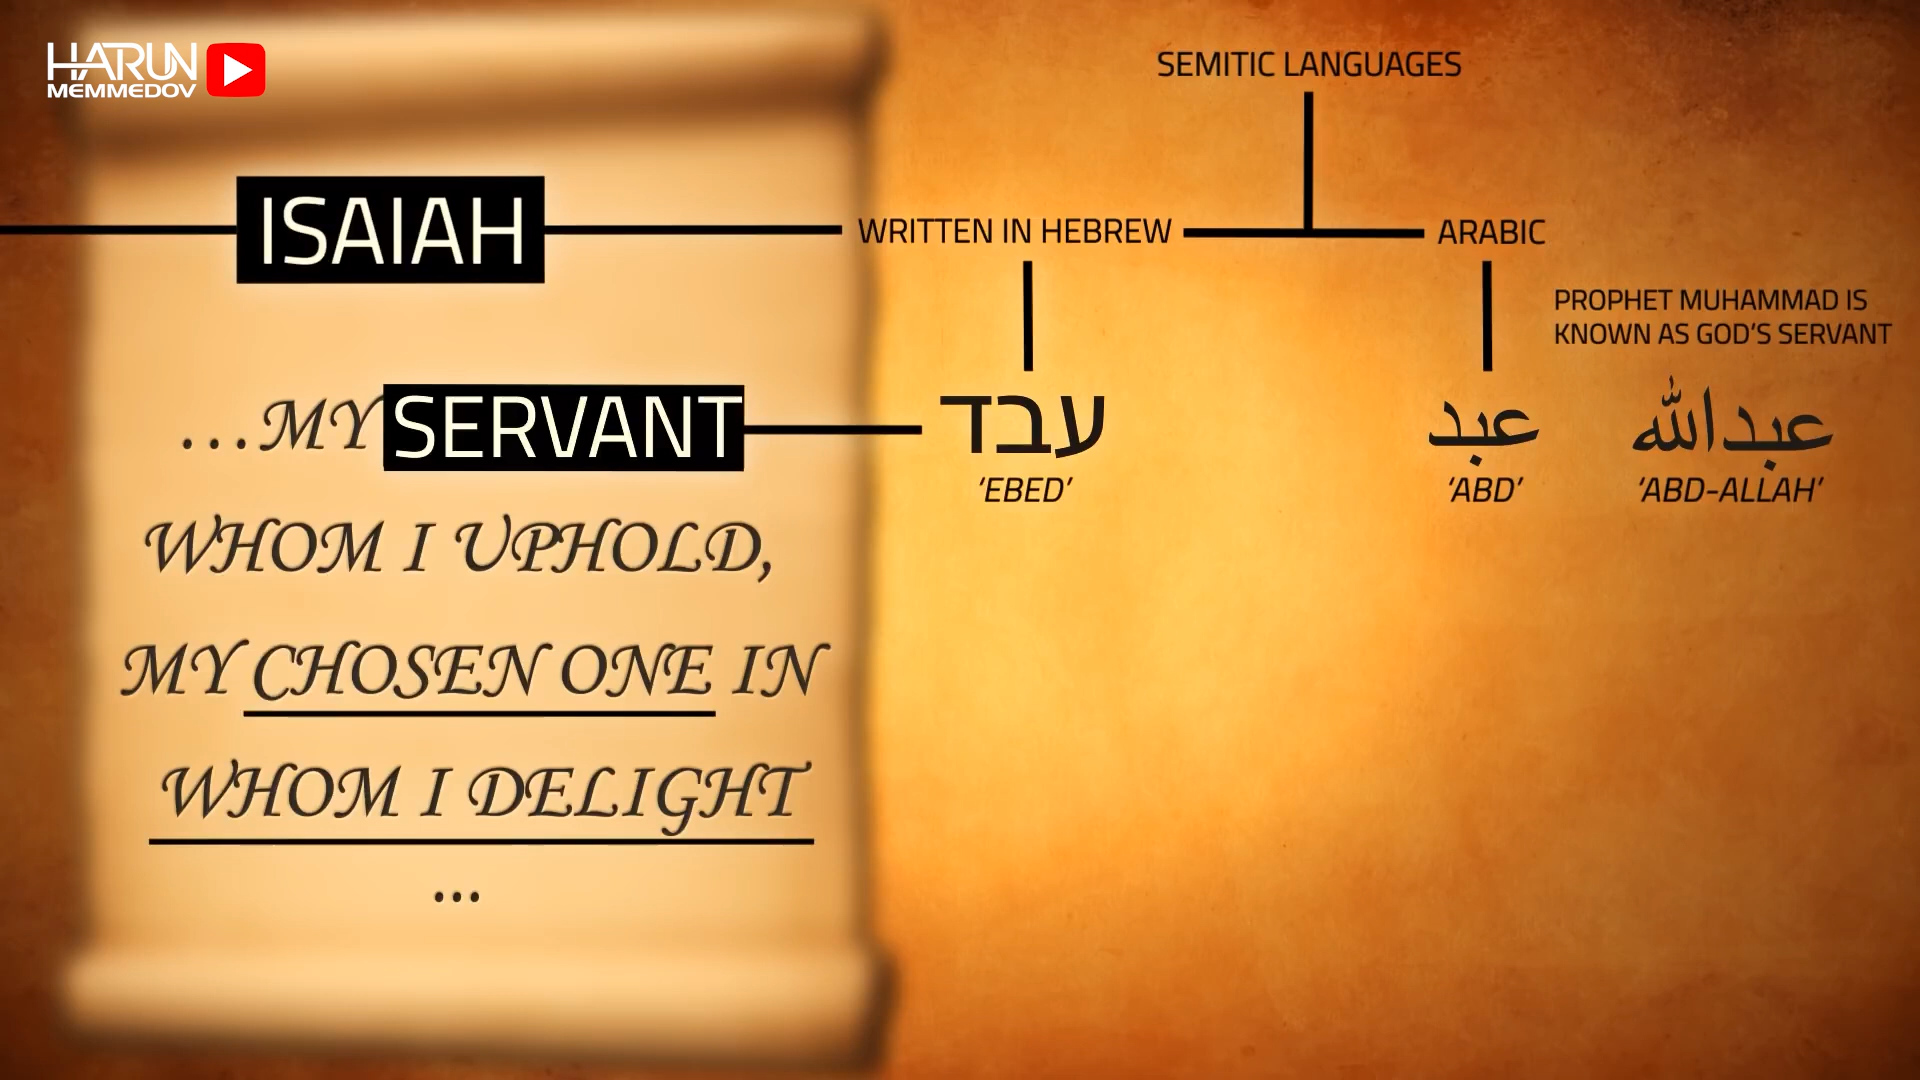 HARUN
MEMMEDOV
ISAIAH
...MY SERVANT
WHOM I UPHOLD,
MY CHOSEN ONE IN
WHOM I DELIGHT
...
SEMITIC LANGUAGES
WRITTEN IN HEBREW
ARABIC
PROPHET MUHAMMAD IS
KNOWN AS GOD'S SERVANT
עבד
'EBED'
عبد
'ABD'
عبدالله
'ABD-ALLAH'